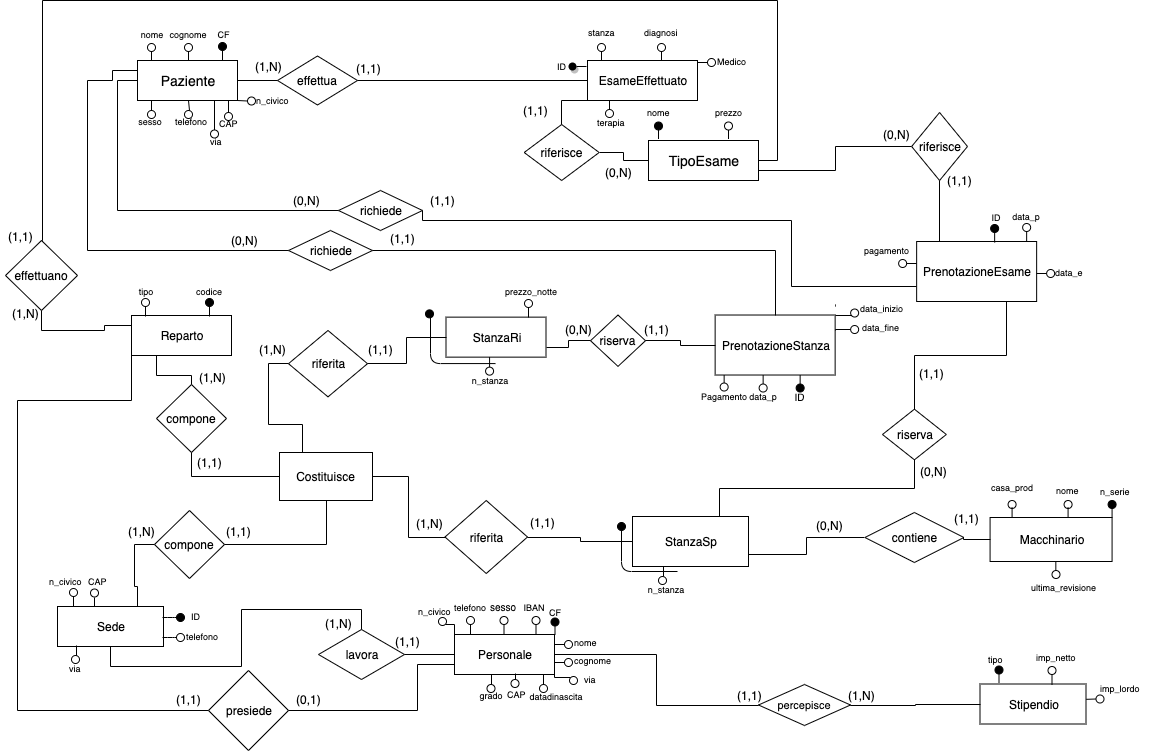 nome cognome CF
stanza diagnosi
(1,N) effettua (1,1)
ID
Medico
Paziente
EsameEffettuato
n_civico
sesso telefono CAP
via
(1,1)
terapia
nome prezzo
riferisce
(0,N)
TipoEsame
(0,N) riferisce
(1,1)
(0,N) richiede (1,1)
(0,N) richiede (1,1)
(1,1)
effettuano
(1,N)
ID data_p
pagamento
PrenotazioneEsame
data_e
tipo codice
Reparto
prezzo_notte
StanzaRi
n_stanza
(0,N) riserva (1,1)
data_inizio
data_fine
PrenotazioneStanza
Pagamento data_p ID
(1,N) riferita (1,1)
(1,N)
compone
(1,1)
(1,1)
riserva
(0,N)
Costituisce
(1,N) riferita (1,1)
StanzaSp
n_stanza
(0,N) contiene (1,1)
casa_prod nome n_serie
Macchinario
ultima_revisione
(1,N) compone (1,1)
n_civico CAP
Sede
ID
telefono
via
(1,N)
lavora
(1,1)
n_civico telefono sesso IBAN CF
Personale
nome
cognome
via
grado CAP datadinascita
(1,1) presiede (0,1)
(1,1) percepisce (1,N)
tipo imp_netto
imp_lordo
Stipendio